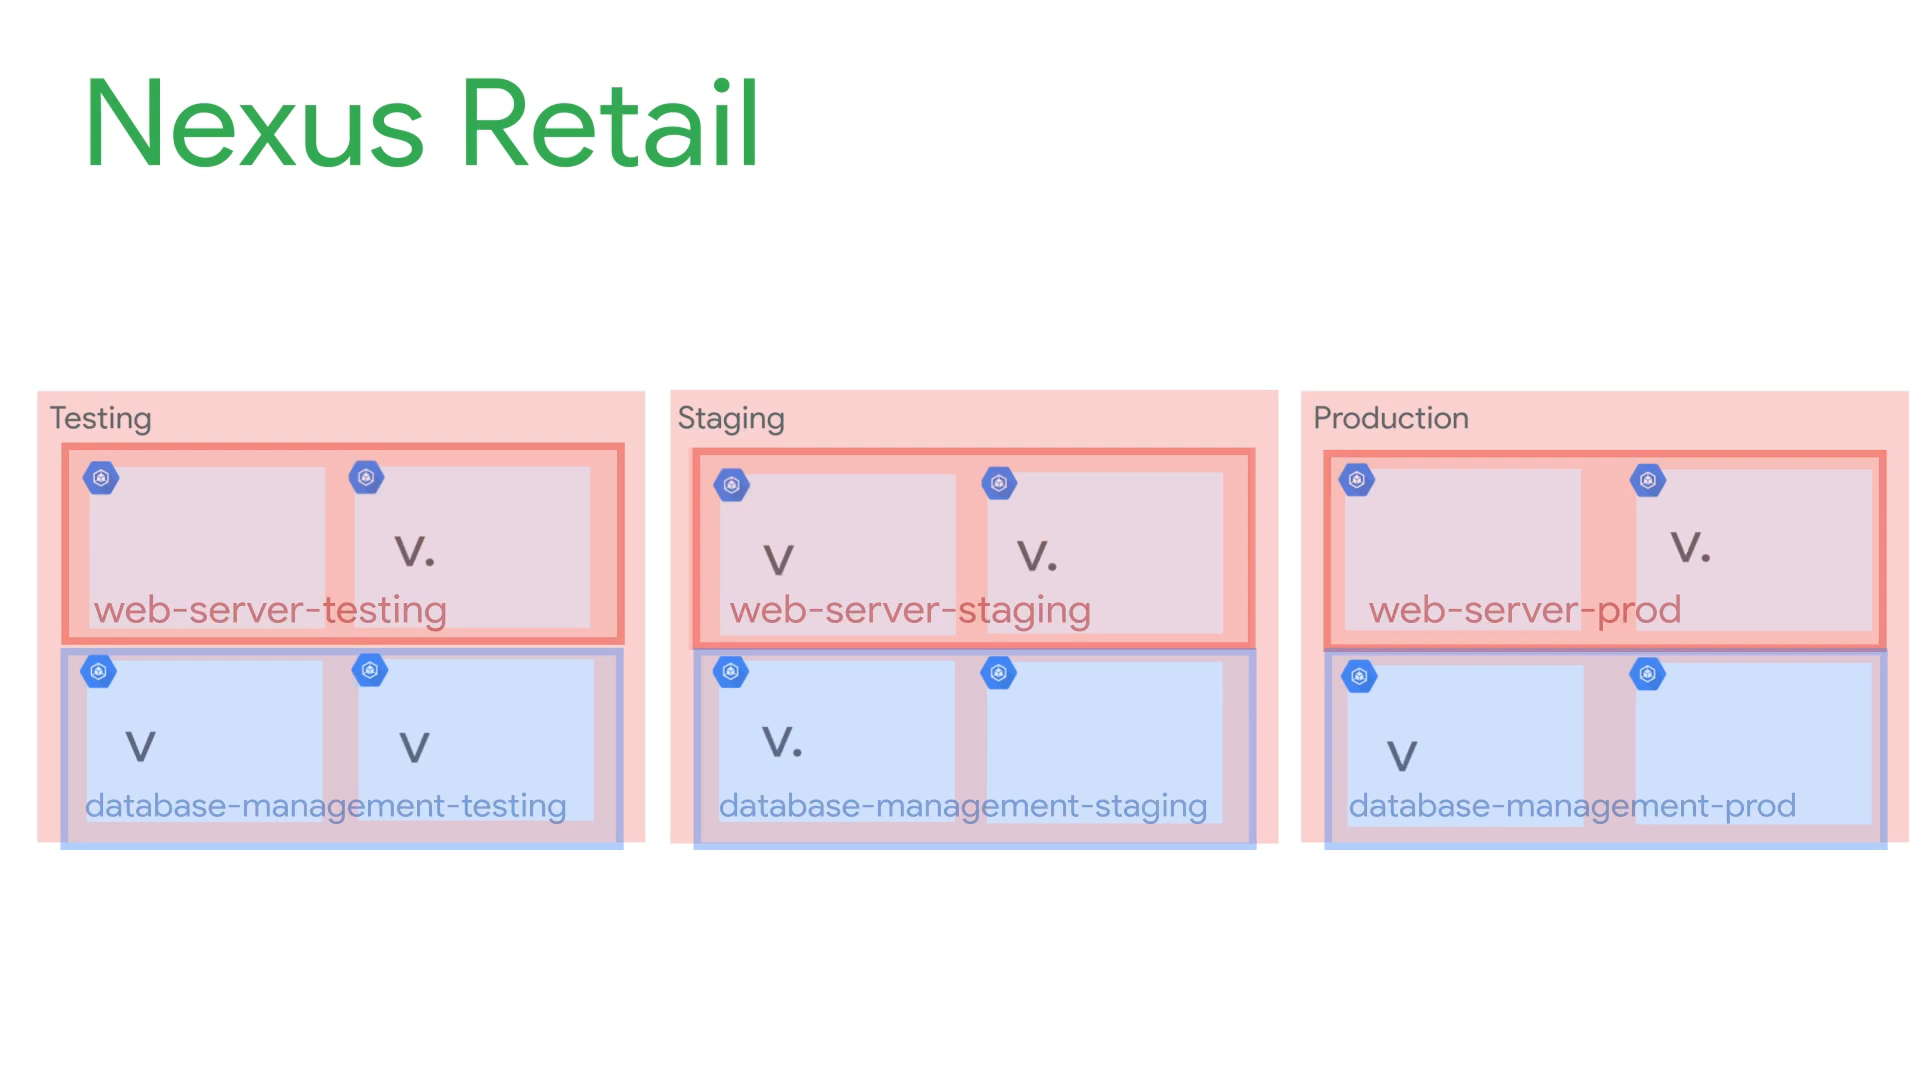 Nexus Retail
Testing
v.
web-server-testing
v
v
database-management-testing
Staging
v
v.
web-server-staging
v.
database-management-staging
Production
v.
web-server-prod
v
database-management-prod